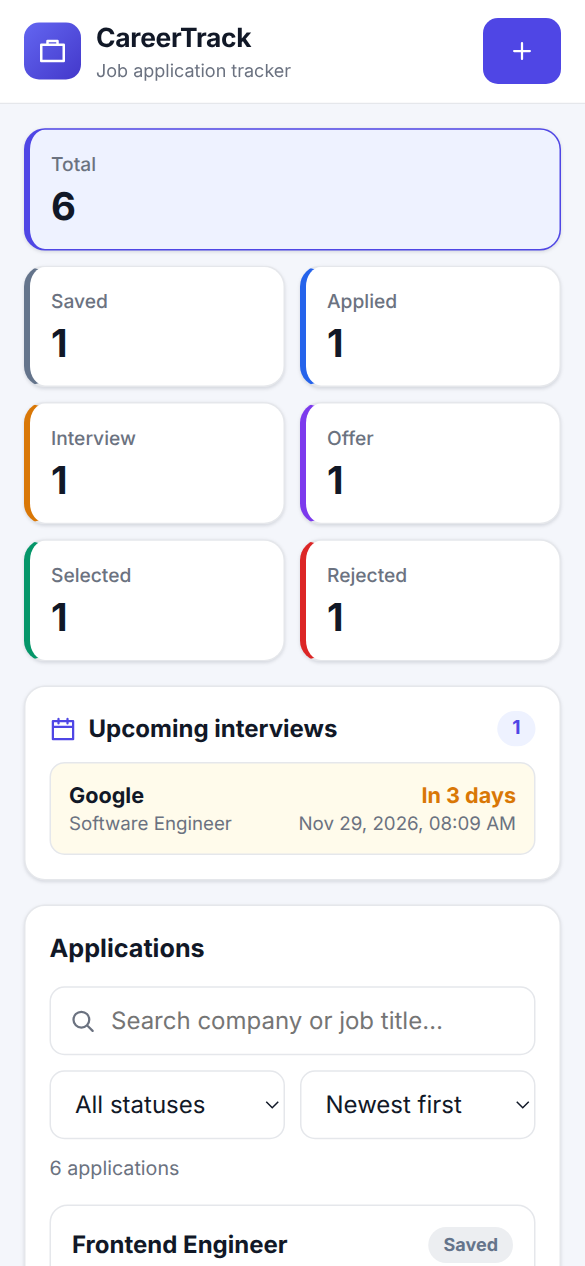 CareerTrack
Job application tracker
+
Total
6
Saved
1
Applied
1
Interview
1
Offer
1
Selected
1
Rejected
1
Upcoming interviews
1
Google
In 3 days
Software Engineer
Nov 29, 2026, 08:09 AM
Applications
Search company or job title...
All statuses
Newest first
6 applications
Frontend Engineer
Saved